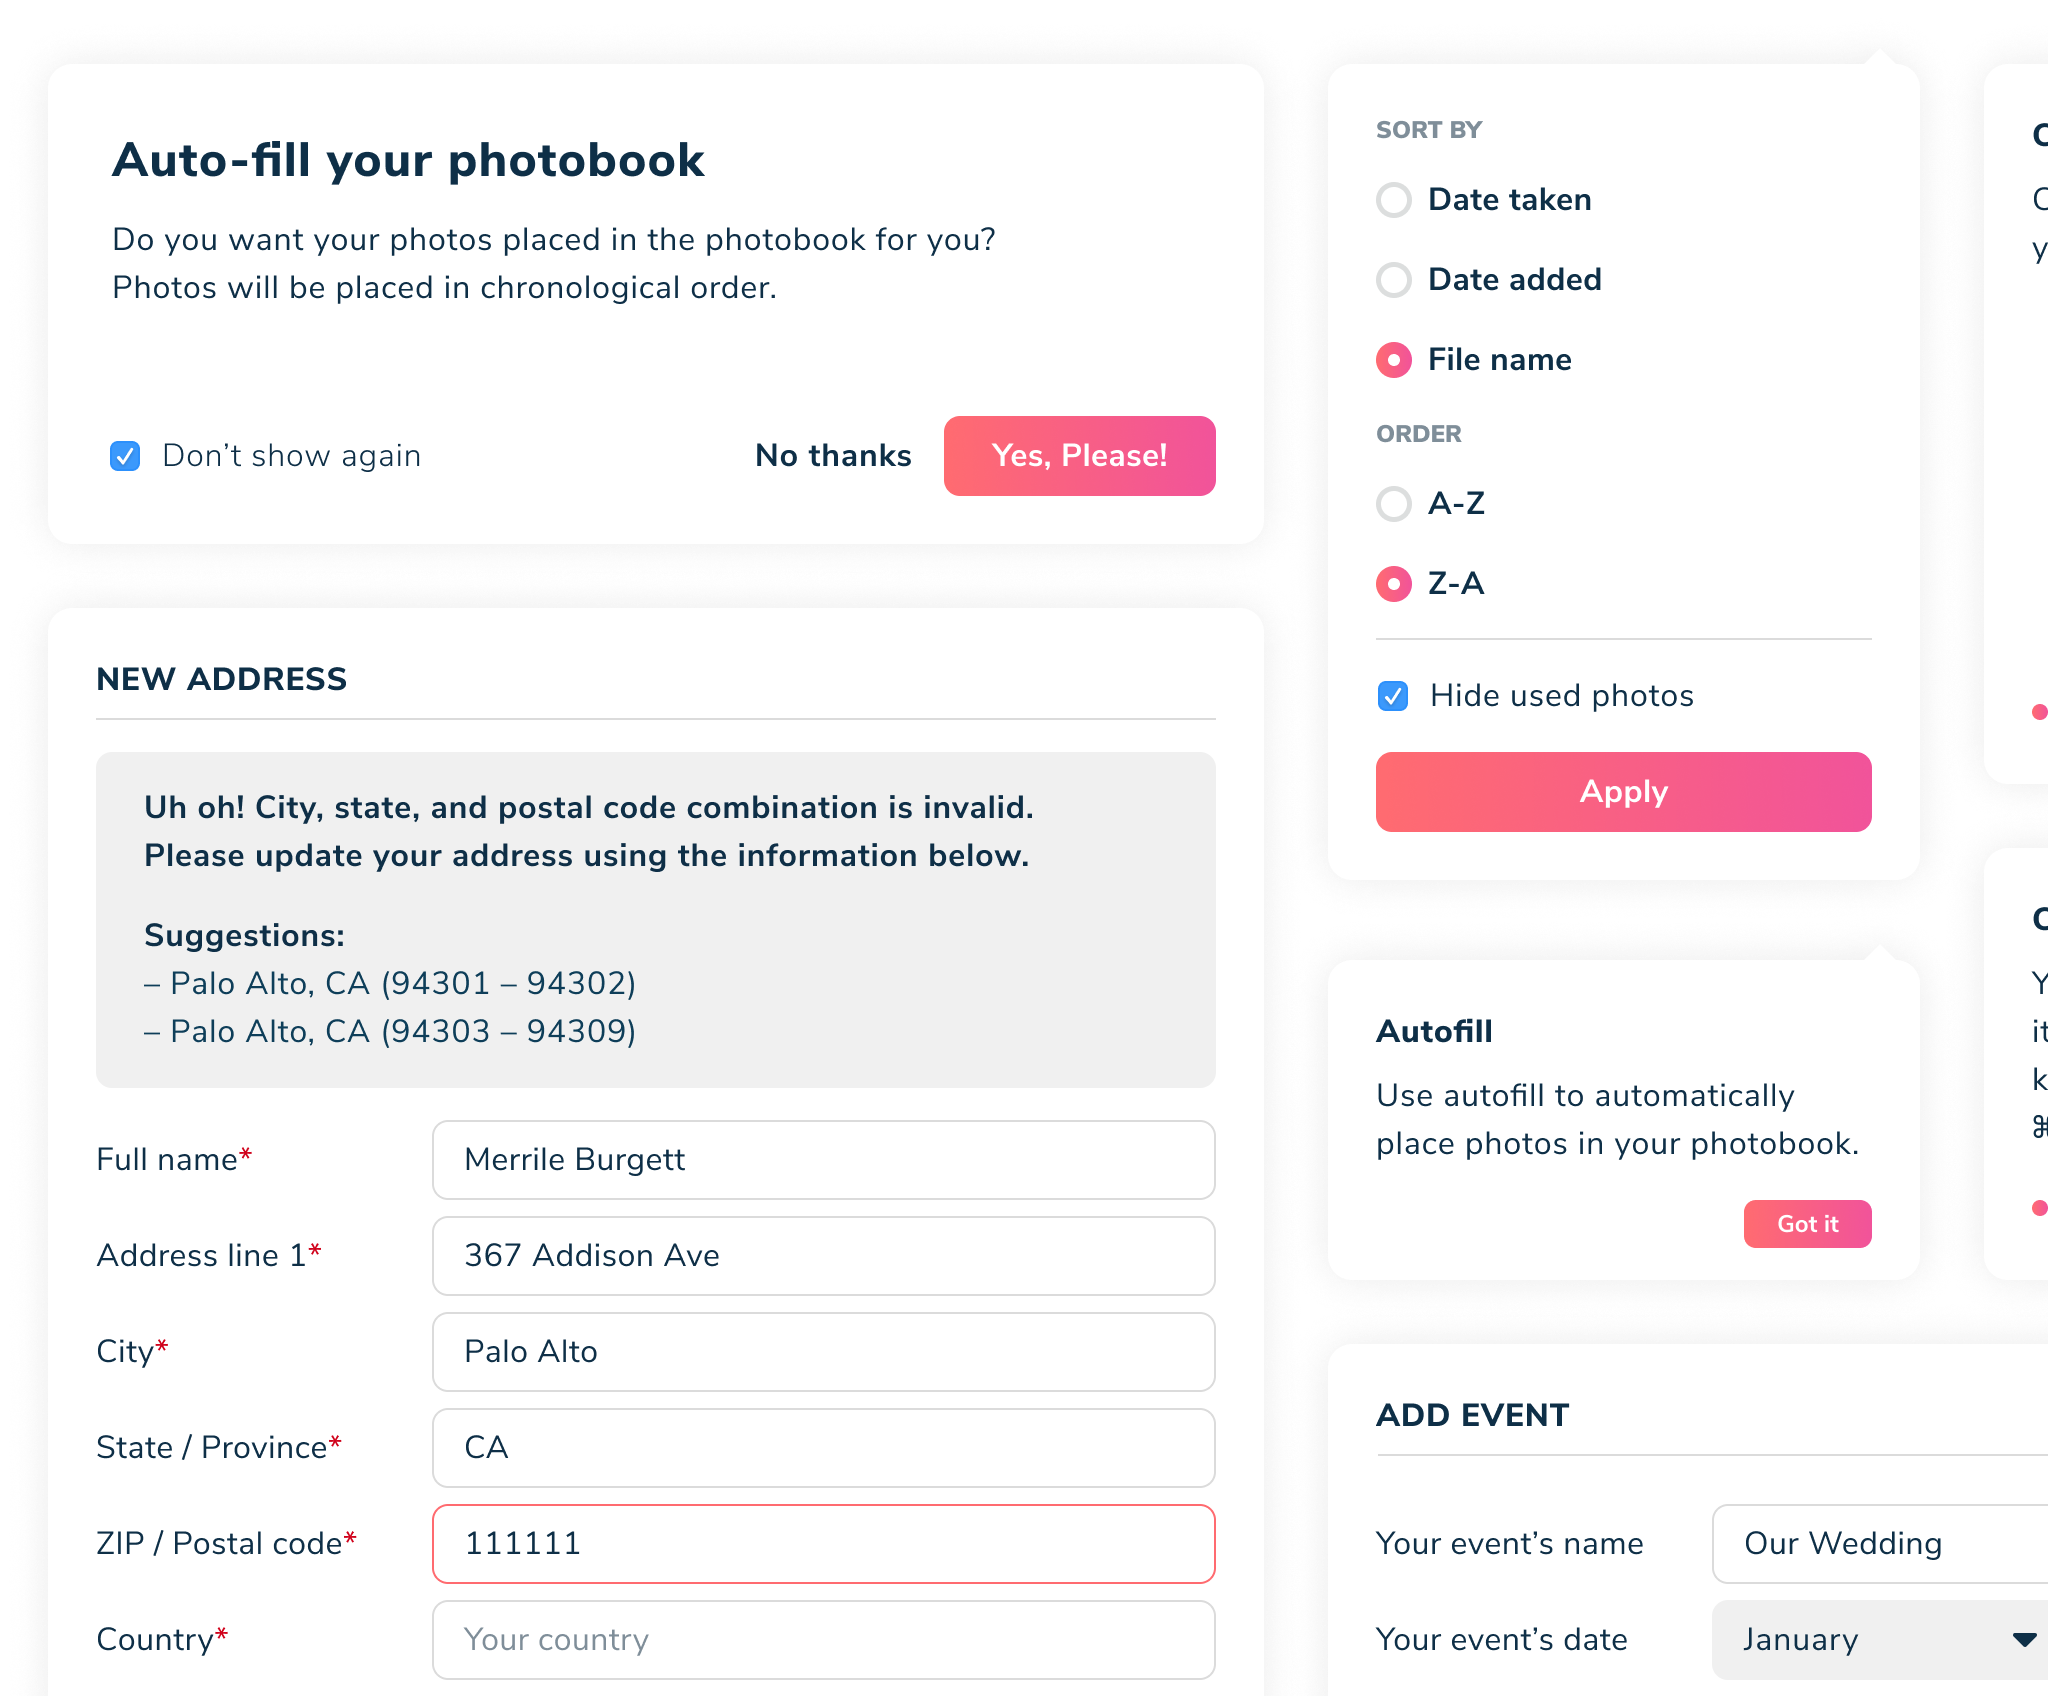 Auto-fill your photobook
Do you want your photos placed in the photobook for you?
Photos will be placed in chronological order.
Don’t show again
No thanks
Yes, Please!
NEW ADDRESS
Uh oh! City, state, and postal code combination is invalid.
Please update your address using the information below.
Suggestions:
– Palo Alto, CA (94301 – 94302)
– Palo Alto, CA (94303 – 94309)
Full name*
Merrile Burgett
Address line 1*
367 Addison Ave
City*
Palo Alto
State / Province*
CA
ZIP / Postal code*
111111
Country*
Your country
SORT BY
Date taken
Date added
File name
ORDER
A-Z
Z-A
Hide used photos
Apply
Autofill
Use autofill to automatically
place photos in your photobook.
Got it
ADD EVENT
Your event’s name
Our Wedding
Your event’s date
January